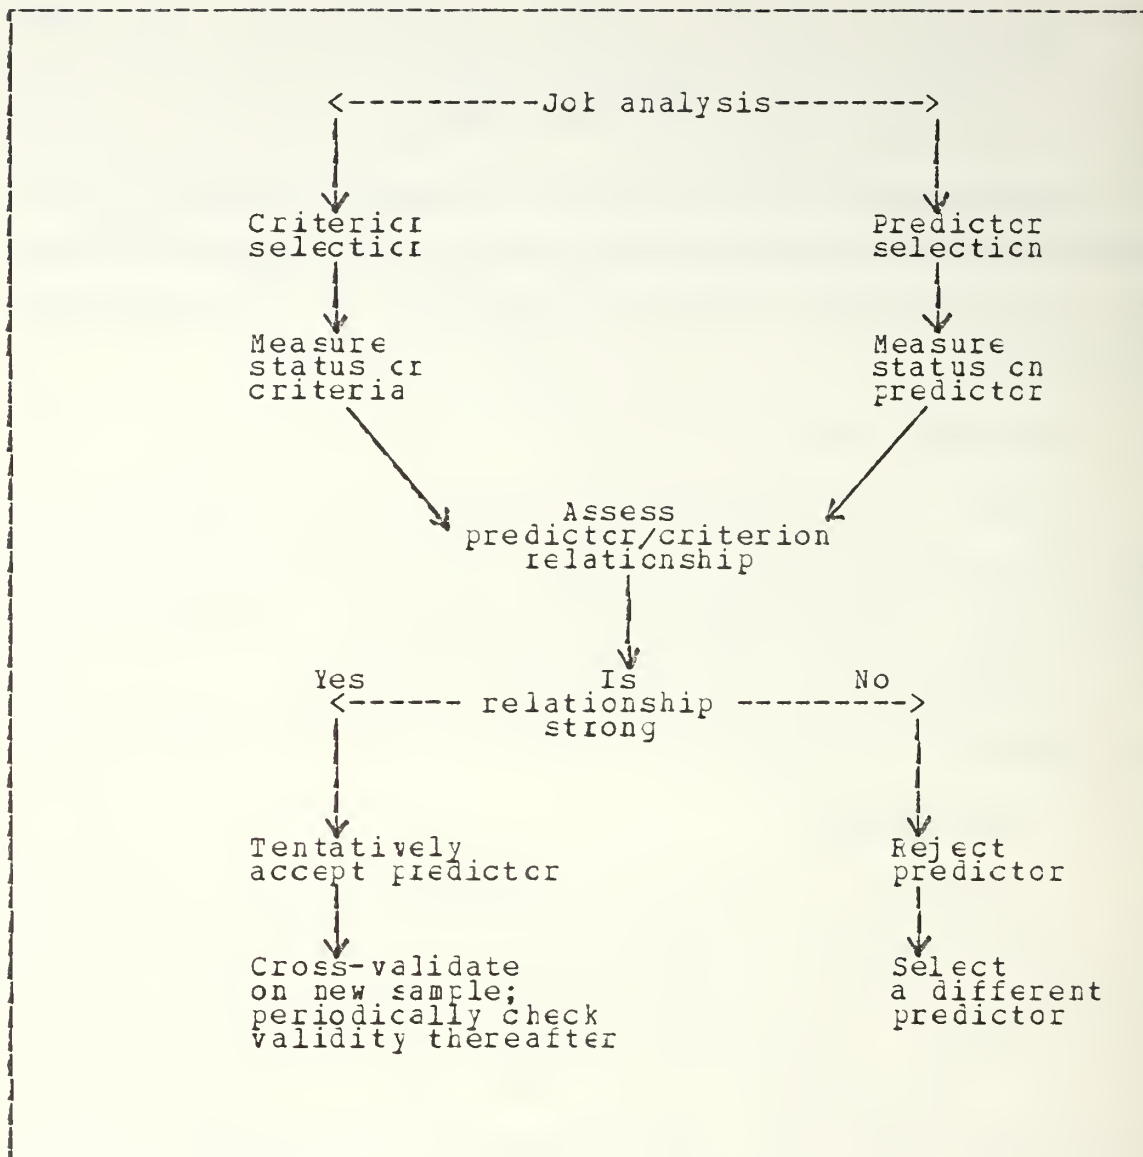 <---------Job analysis-------->
Criterion
selection
Predictor
selection
Measure
status on
criteria
Measure
status on
predictor
Assess
predictor/criterion
relationship
Yes
Is
No
<------ relationship -------->
strong
Tentatively
accept predictor
Reject
predictor
Cross-validate
on new sample;
periodically check
validity thereafter
Select
a different
predictor